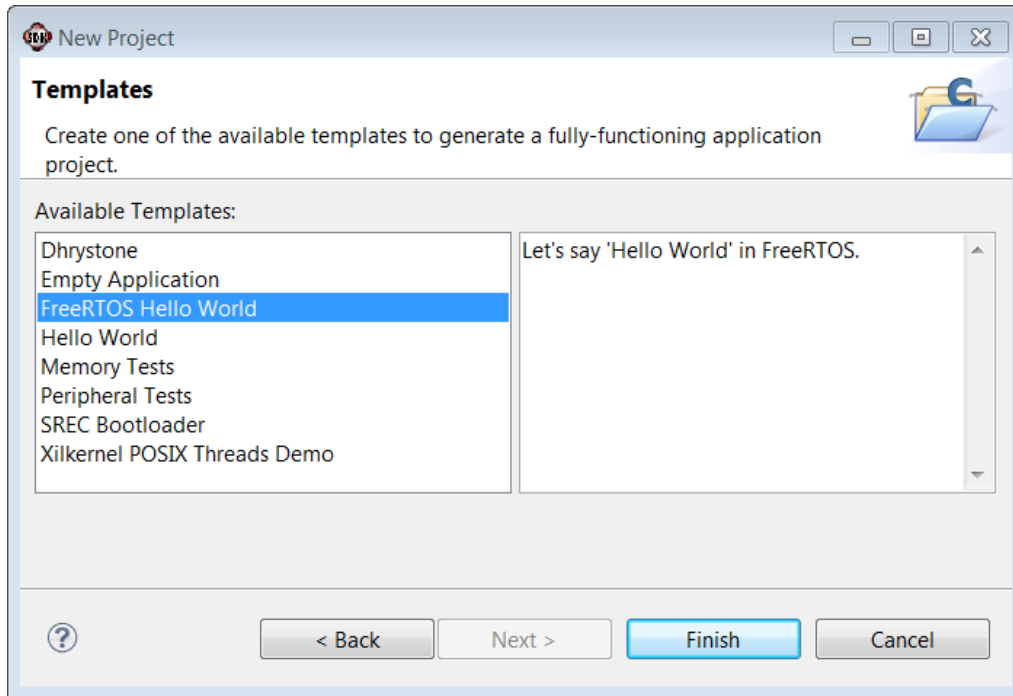 SDK New Project
Templates
Create one of the available templates to generate a fully-functioning application
project.
C
Available Templates:
Dhrystone
Empty Application
FreeRTOS Hello World
Hello World
Memory Tests
Peripheral Tests
SREC Bootloader
Xilkernel POSIX Threads Demo
Let's say 'Hello World' in FreeRTOS.
?
< Back
Next >
Finish
Cancel